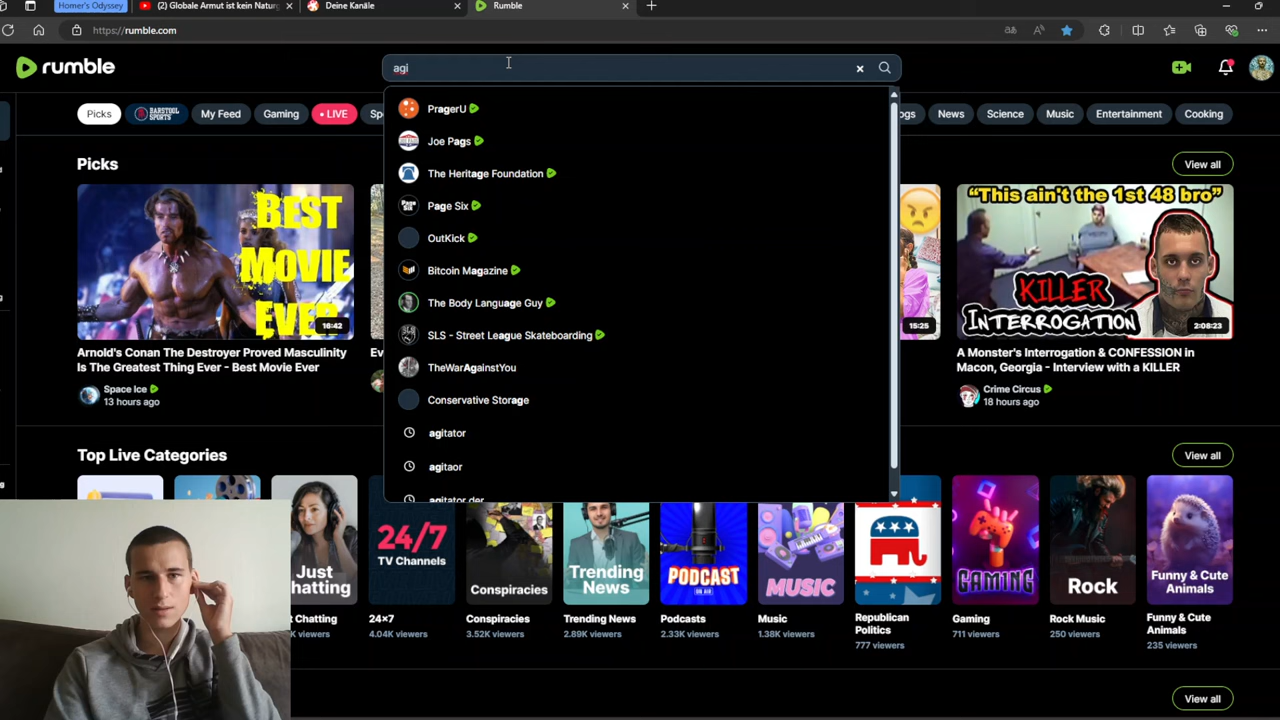 Homer's Odyssey
(2) Globale Armut ist kein Natur
Deine Kanäle
Rumble
https://rumble.com
rumble
agi
Picks
BARSTOOL SPORTS
My Feed
Gaming
• LIVE
Sp
ogs
News
Science
Music
Entertainment
Cooking
PragerU
Joe Pags
The Heritage Foundation
Page Six
OutKick
Bitcoin Magazine
The Body Language Guy
SLS - Street League Skateboarding
TheWarAgainstYou
Conservative Storage
agitator
agitaor
agitator der
Picks
View all
BEST
MOVIE
EVER
16:42
Arnold's Conan The Destroyer Proved Masculinity
Is The Greatest Thing Ever - Best Movie Ever
Space Ice
13 hours ago
15:25
"This ain't the 1st 48 bro"
KILLER
INTERROGATION
2:08:23
A Monster's Interrogation & CONFESSION in
Macon, Georgia - Interview with a KILLER
Crime Circus
18 hours ago
Top Live Categories
View all
Just
Chatting
24/7
TV Channels
Conspiracies
Trending
News
PODCAST
ON AIR
MUSIC
GAMING
Rock
Funny & Cute
Animals
Chatting
K viewers
24×7
4.04K viewers
Conspiracies
3.52K viewers
Trending News
2.89K viewers
Podcasts
2.33K viewers
Music
1.38K viewers
Republican
Politics
777 viewers
Gaming
711 viewers
Rock Music
250 viewers
Funny & Cute
Animals
235 viewers
View all